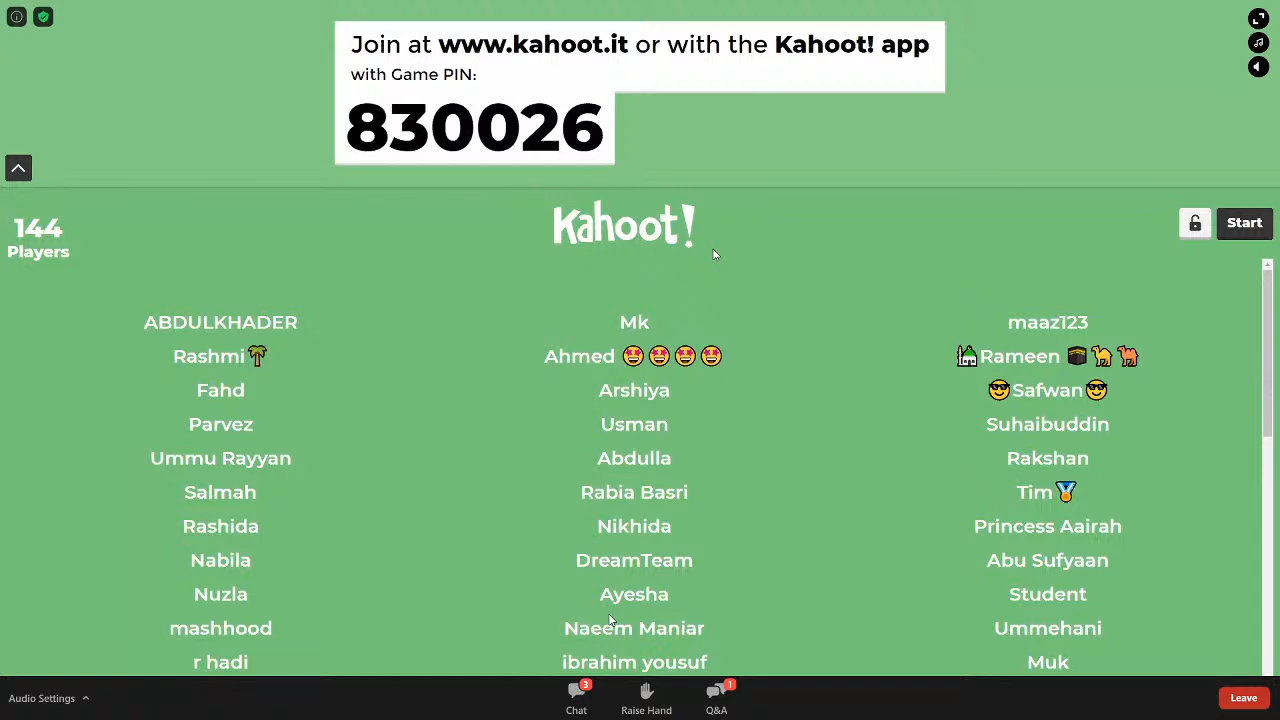 Join at www.kahoot.it or with the Kahoot! app
with Game PIN:
830026
144
Players
Kahoot!
Start
ABDULKHADER Mk maaz123
Rashmi🌴 Ahmed 🤩🤩🤩🤩 🕌Rameen 🕋🐪🐫
Fahd Arshiya 😎Safwan😎
Parvez Usman Suhaibuddin
Ummu Rayyan Abdulla Rakshan
Salmah Rabia Basri Tim🏅
Rashida Nikhida Princess Aairah
Nabila DreamTeam Abu Sufyaan
Nuzla Ayesha Student
mashhood Naeem Maniar Ummehani
r hadi ibrahim yousuf Muk
Audio Settings
3
Chat
Raise Hand
1
Q&A
Leave